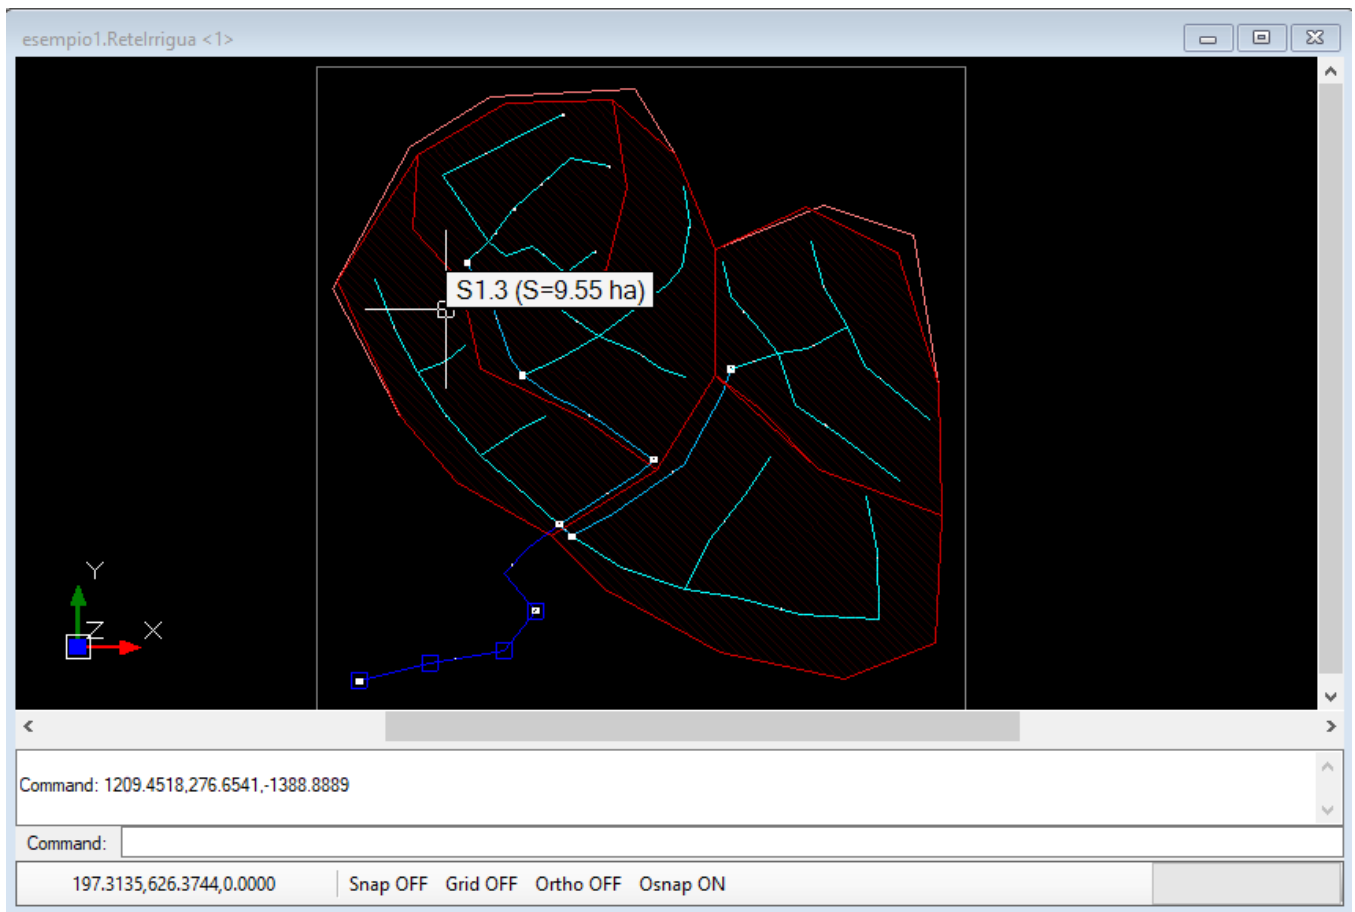 esempio1.ReteIrrigua <1>
S1.3 (S=9.55 ha)
Y
Z
X
Command: 1209.4518,276.6541,-1388.8889
Command:
197.3135,626.3744,0.0000 Snap OFF Grid OFF Ortho OFF Osnap ON